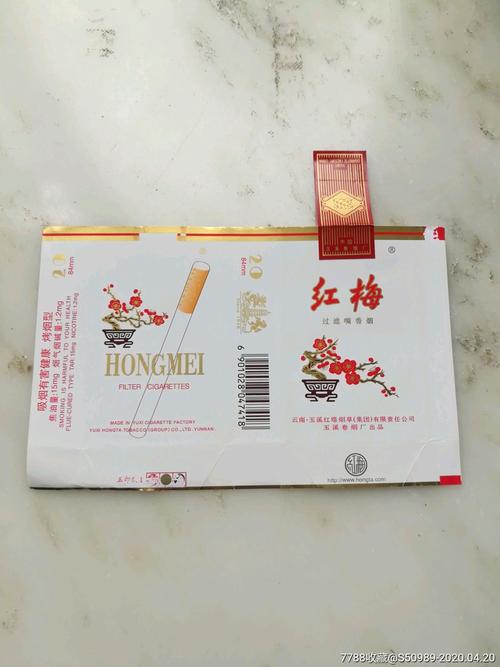 84mm
20
吸烟有害健康 烤烟型
焦油量:15mg 烟气烟碱量:1.2mg
SMOKING IS HARMFUL TO YOUR HEALTH
FLUE-CURED TYPE TAR:15mg NICOTINE:1.2mg
HONGMEI
FILTER CIGARETTES
MADE IN YUXI CIGARETTE FACTORY
YUXI HONGTA TOBACCO (GROUP) CO., LTD. YUNNAN.
20
84mm
6 901028 047418
红梅
®
过滤嘴香烟
云南·玉溪红塔烟草(集团)有限责任公司
玉溪卷烟厂出品
http://www.hongta.com
7788收藏@S50989-2020.04.20